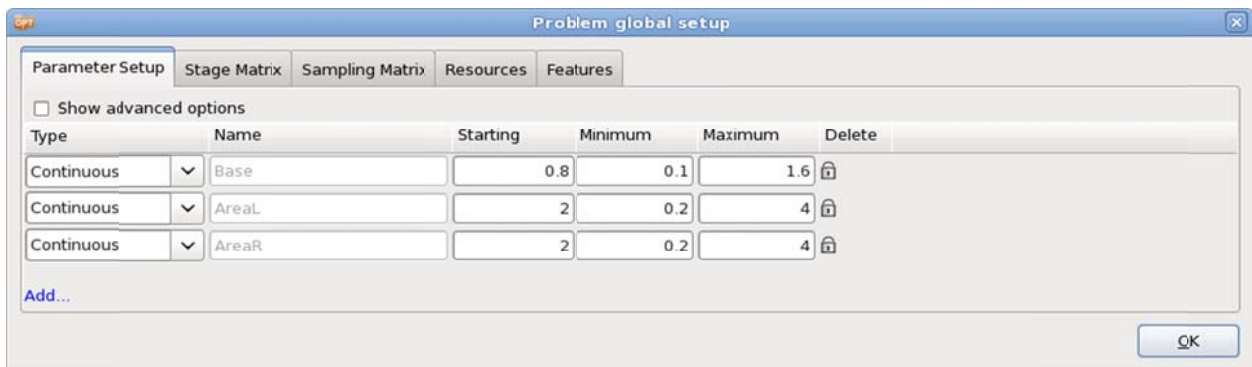 OPT
Problem global setup
Parameter Setup Stage Matrix Sampling Matrix Resources Features
Show advanced options
Type Name Starting Minimum Maximum Delete
Continuous Base 0.8 0.1 1.6
Continuous AreaL 2 0.2 4
Continuous AreaR 2 0.2 4
Add...
OK